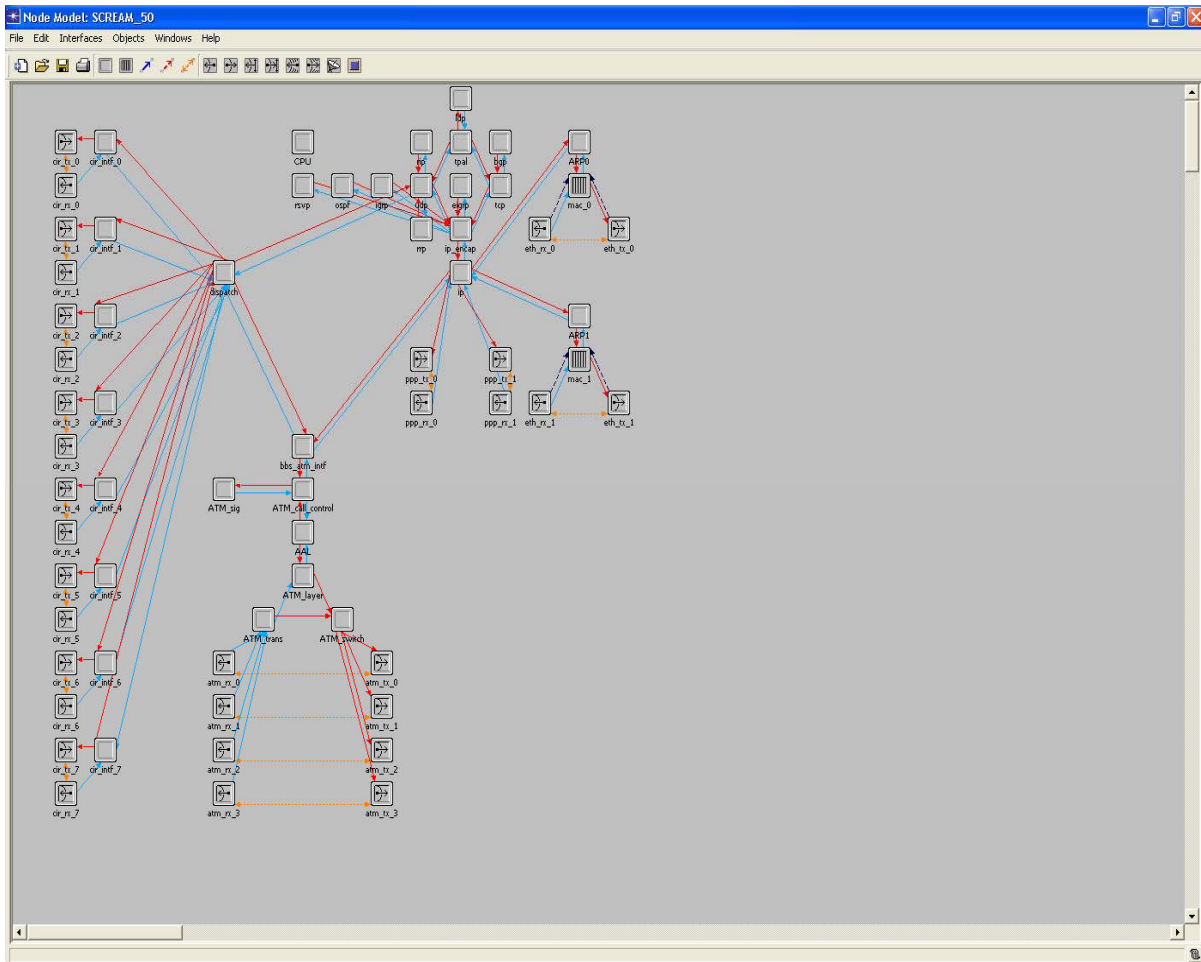 Node Model: SCREAM_50
File Edit Interfaces Objects Windows Help
ldp
cir_tx_0 cir_intf_0 CPU rip tpal bgp ARP0
cir_rx_0 rsvp ospf igrp udp eigrp tcp mac_0
cir_tx_1 cir_intf_1 ip_encap eth_rx_0 eth_tx_0
cir_rx_1 dispatch ip
cir_tx_2 cir_intf_2 ARP1
cir_rx_2 ppp_tx_0 ppp_tx_1 mac_1
cir_tx_3 cir_intf_3 ppp_rx_0 ppp_rx_1 eth_rx_1 eth_tx_1
cir_rx_3 bbs_atm_intf
cir_tx_4 cir_intf_4 ATM_sig ATM_call_control
cir_rx_4 AAL
cir_tx_5 cir_intf_5 ATM_layer
cir_rx_5 ATM_trans ATM_switch
cir_tx_6 cir_intf_6 atm_rx_0 atm_tx_0
cir_rx_6 atm_rx_1 atm_tx_1
cir_tx_7 cir_intf_7 atm_rx_2 atm_tx_2
cir_rx_7 atm_rx_3 atm_tx_3